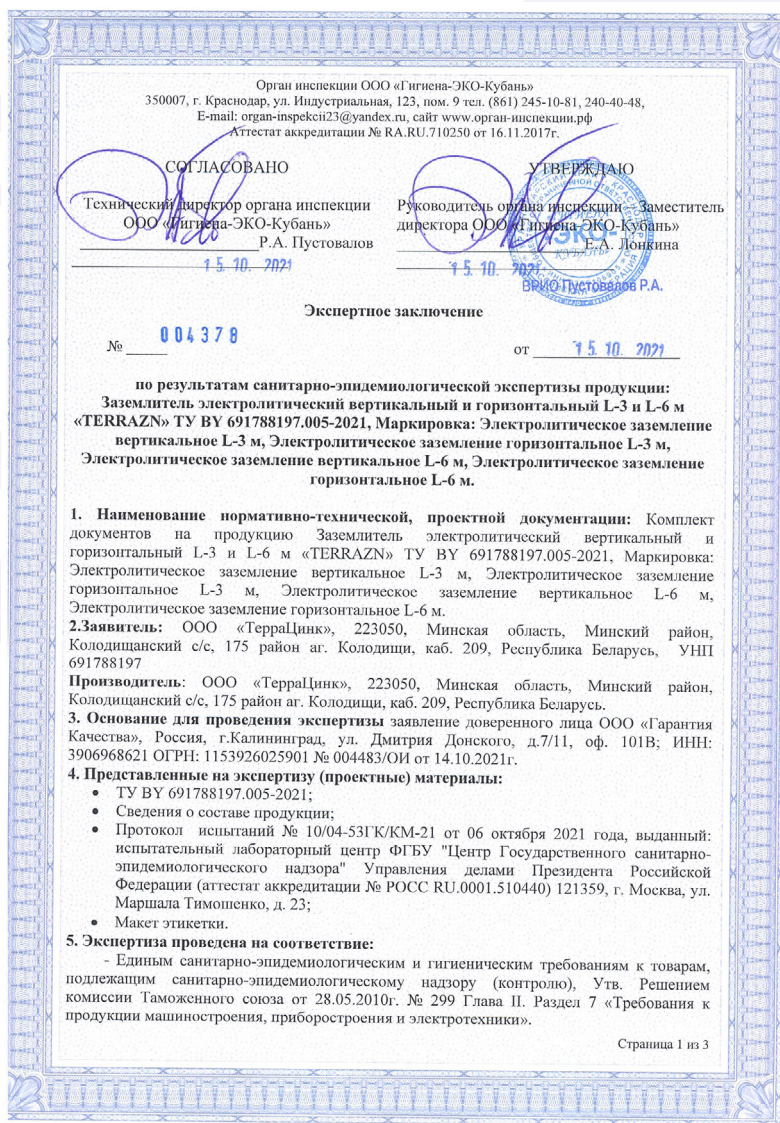 Орган инспекции ООО «Гигиена-ЭКО-Кубань»
350007, г. Краснодар, ул. Индустриальная, 123, пом. 9 тел. (861) 245-10-81, 240-40-48,
E-mail: organ-inspekcii23@yandex.ru, сайт www.орган-инспекции.рф
Аттестат аккредитации № RA.RU.710250 от 16.11.2017г.
СОГЛАСОВАНО
Технический директор органа инспекции
ООО «Гигиена-ЭКО-Кубань»
Р.А. Пустовалов
15.10.2021
УТВЕРЖДАЮ
Руководитель органа инспекции – Заместитель
директора ООО «Гигиена-ЭКО-Кубань»
Е.А. Лонкина
15.10.2021
ВРИО Пустовалов Р.А.
Экспертное заключение
№ 004378
от 15.10.2021
по результатам санитарно-эпидемиологической экспертизы продукции:
Заземлитель электролитический вертикальный и горизонтальный L-3 и L-6 м
«TERRAZN» ТУ BY 691788197.005-2021, Маркировка: Электролитическое заземление
вертикальное L-3 м, Электролитическое заземление горизонтальное L-3 м,
Электролитическое заземление вертикальное L-6 м, Электролитическое заземление
горизонтальное L-6 м.
1. Наименование нормативно-технической, проектной документации: Комплект
документов на продукцию Заземлитель электролитический вертикальный и
горизонтальный L-3 и L-6 м «TERRAZN» ТУ BY 691788197.005-2021, Маркировка:
Электролитическое заземление вертикальное L-3 м, Электролитическое заземление
горизонтальное L-3 м, Электролитическое заземление вертикальное L-6 м,
Электролитическое заземление горизонтальное L-6 м.
2.Заявитель: ООО «ТерраЦинк», 223050, Минская область, Минский район,
Колодищанский с/с, 175 район аг. Колодищи, каб. 209, Республика Беларусь, УНП
691788197
Производитель: ООО «ТерраЦинк», 223050, Минская область, Минский район,
Колодищанский с/с, 175 район аг. Колодищи, каб. 209, Республика Беларусь.
3. Основание для проведения экспертизы заявление доверенного лица ООО «Гарантия
Качества», Россия, г.Калининград, ул. Дмитрия Донского, д.7/11, оф. 101В; ИНН:
3906968621 ОГРН: 1153926025901 № 004483/ОИ от 14.10.2021г.
4. Представленные на экспертизу (проектные) материалы:
• ТУ BY 691788197.005-2021;
• Сведения о составе продукции;
• Протокол испытаний № 10/04-53ГК/КМ-21 от 06 октября 2021 года, выданный:
испытательный лабораторный центр ФГБУ "Центр Государственного санитарно-
эпидемиологического надзора" Управления делами Президента Российской
Федерации (аттестат аккредитации № РОСС RU.0001.510440) 121359, г. Москва, ул.
Маршала Тимошенко, д. 23;
• Макет этикетки.
5. Экспертиза проведена на соответствие:
- Единым санитарно-эпидемиологическим и гигиеническим требованиям к товарам,
подлежащим санитарно-эпидемиологическому надзору (контролю), Утв. Решением
комиссии Таможенного союза от 28.05.2010г. № 299 Глава II. Раздел 7 «Требования к
продукции машиностроения, приборостроения и электротехники».
Страница 1 из 3